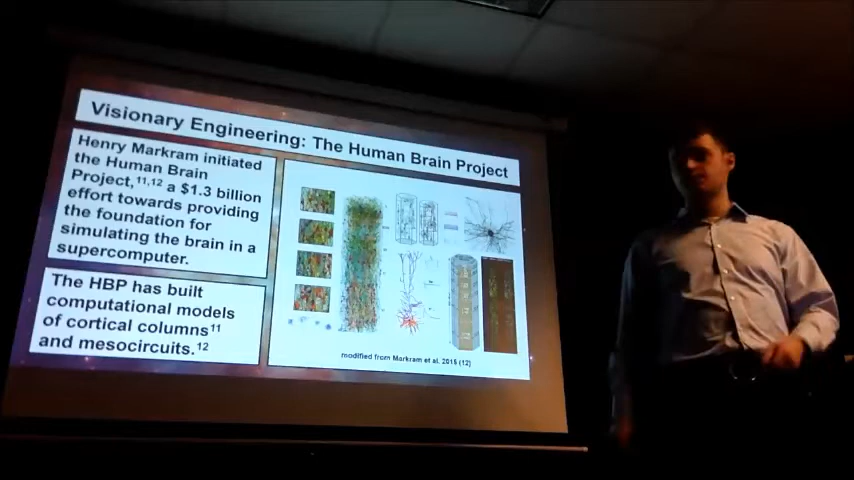 Visionary Engineering: The Human Brain Project
Henry Markram initiated
the Human Brain
Project,11,12 a $1.3 billion
effort towards providing
the foundation for
simulating the brain in a
supercomputer.
The HBP has built
computational models
of cortical columns11
and mesocircuits.12
modified from Markram et al. 2015 (12)